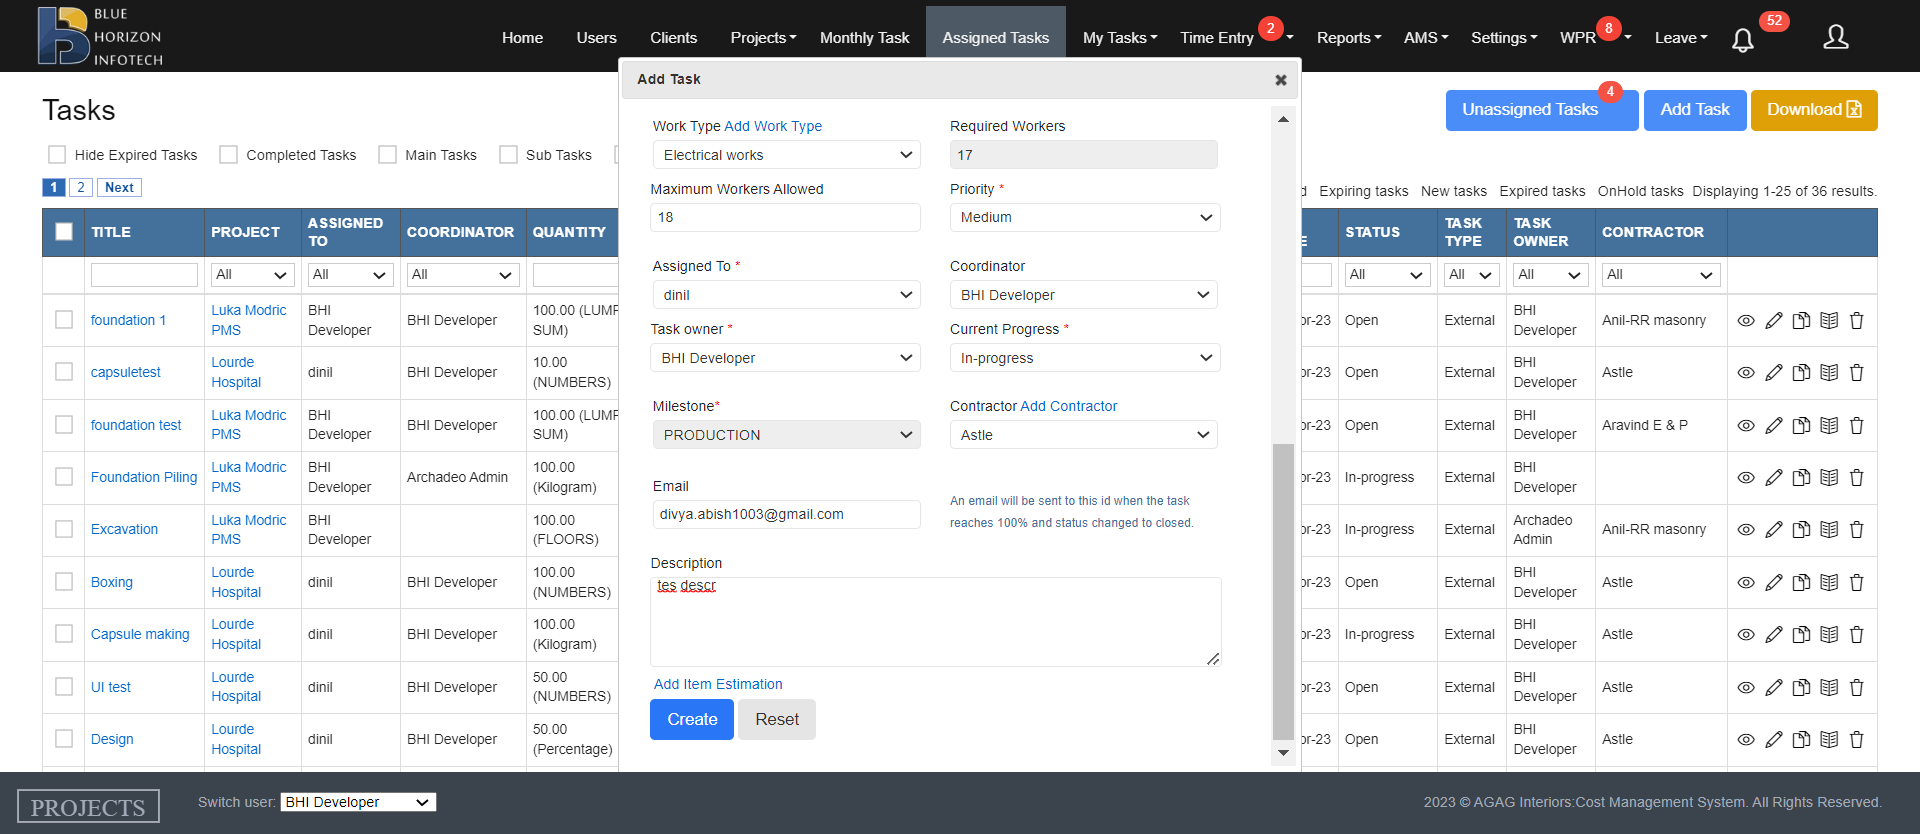 BLUE
HORIZON
INFOTECH
Home Users Clients Projects Monthly Task Assigned Tasks My Tasks Time Entry 2 Reports AMS Settings WPR 8 Leave 52
Add Task
Tasks
Unassigned Tasks 4 Add Task Download
Hide Expired Tasks Completed Tasks Main Tasks Sub Tasks
1 2 Next
Expiring tasks New tasks Expired tasks OnHold tasks Displaying 1-25 of 36 results.
TITLE PROJECT ASSIGNED TO COORDINATOR QUANTITY STATUS TASK TYPE TASK OWNER CONTRACTOR
All All All All All All All
foundation 1 Luka Modric PMS BHI Developer BHI Developer 100.00 (LUMP SUM) or-23 Open External BHI Developer Anil-RR masonry
capsuletest Lourde Hospital dinil BHI Developer 10.00 (NUMBERS) or-23 Open External BHI Developer Astle
foundation test Luka Modric PMS BHI Developer BHI Developer 100.00 (LUMP SUM) or-23 Open External BHI Developer Aravind E & P
Foundation Piling Luka Modric PMS BHI Developer Archadeo Admin 100.00 (Kilogram) or-23 In-progress External BHI Developer
Excavation Luka Modric PMS BHI Developer 100.00 (FLOORS) or-23 In-progress External Archadeo Admin Anil-RR masonry
Boxing Lourde Hospital dinil BHI Developer 100.00 (NUMBERS) or-23 Open External BHI Developer Astle
Capsule making Lourde Hospital dinil BHI Developer 100.00 (Kilogram) or-23 In-progress External BHI Developer Astle
UI test Lourde Hospital dinil BHI Developer 50.00 (NUMBERS) or-23 Open External BHI Developer Astle
Design Lourde Hospital dinil BHI Developer 50.00 (Percentage) or-23 Open External BHI Developer Astle
Work Type Add Work Type Required Workers
Electrical works 17
Maximum Workers Allowed Priority *
18 Medium
Assigned To * Coordinator
dinil BHI Developer
Task owner * Current Progress *
BHI Developer In-progress
Milestone* Contractor Add Contractor
PRODUCTION Astle
Email
divya.abish1003@gmail.com
An email will be sent to this id when the task
reaches 100% and status changed to closed.
Description
tes descr
Add Item Estimation
Create Reset
PROJECTS Switch user: BHI Developer 2023 © AGAG Interiors:Cost Management System. All Rights Reserved.